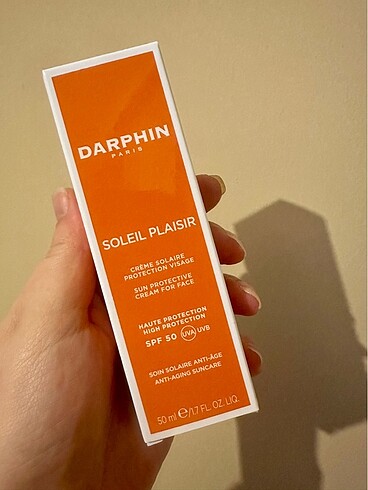 DARPHIN
PARIS
SOLEIL PLAISIR
CRÈME SOLAIRE
PROTECTION VISAGE
SUN PROTECTIVE
CREAM FOR FACE
HAUTE PROTECTION
HIGH PROTECTION
SPF 50 UVA UVB
SOIN SOLAIRE ANTI-ÂGE
ANTI-AGING SUNCARE
50 ml ℮/1.7 FL. OZ. LIQ.